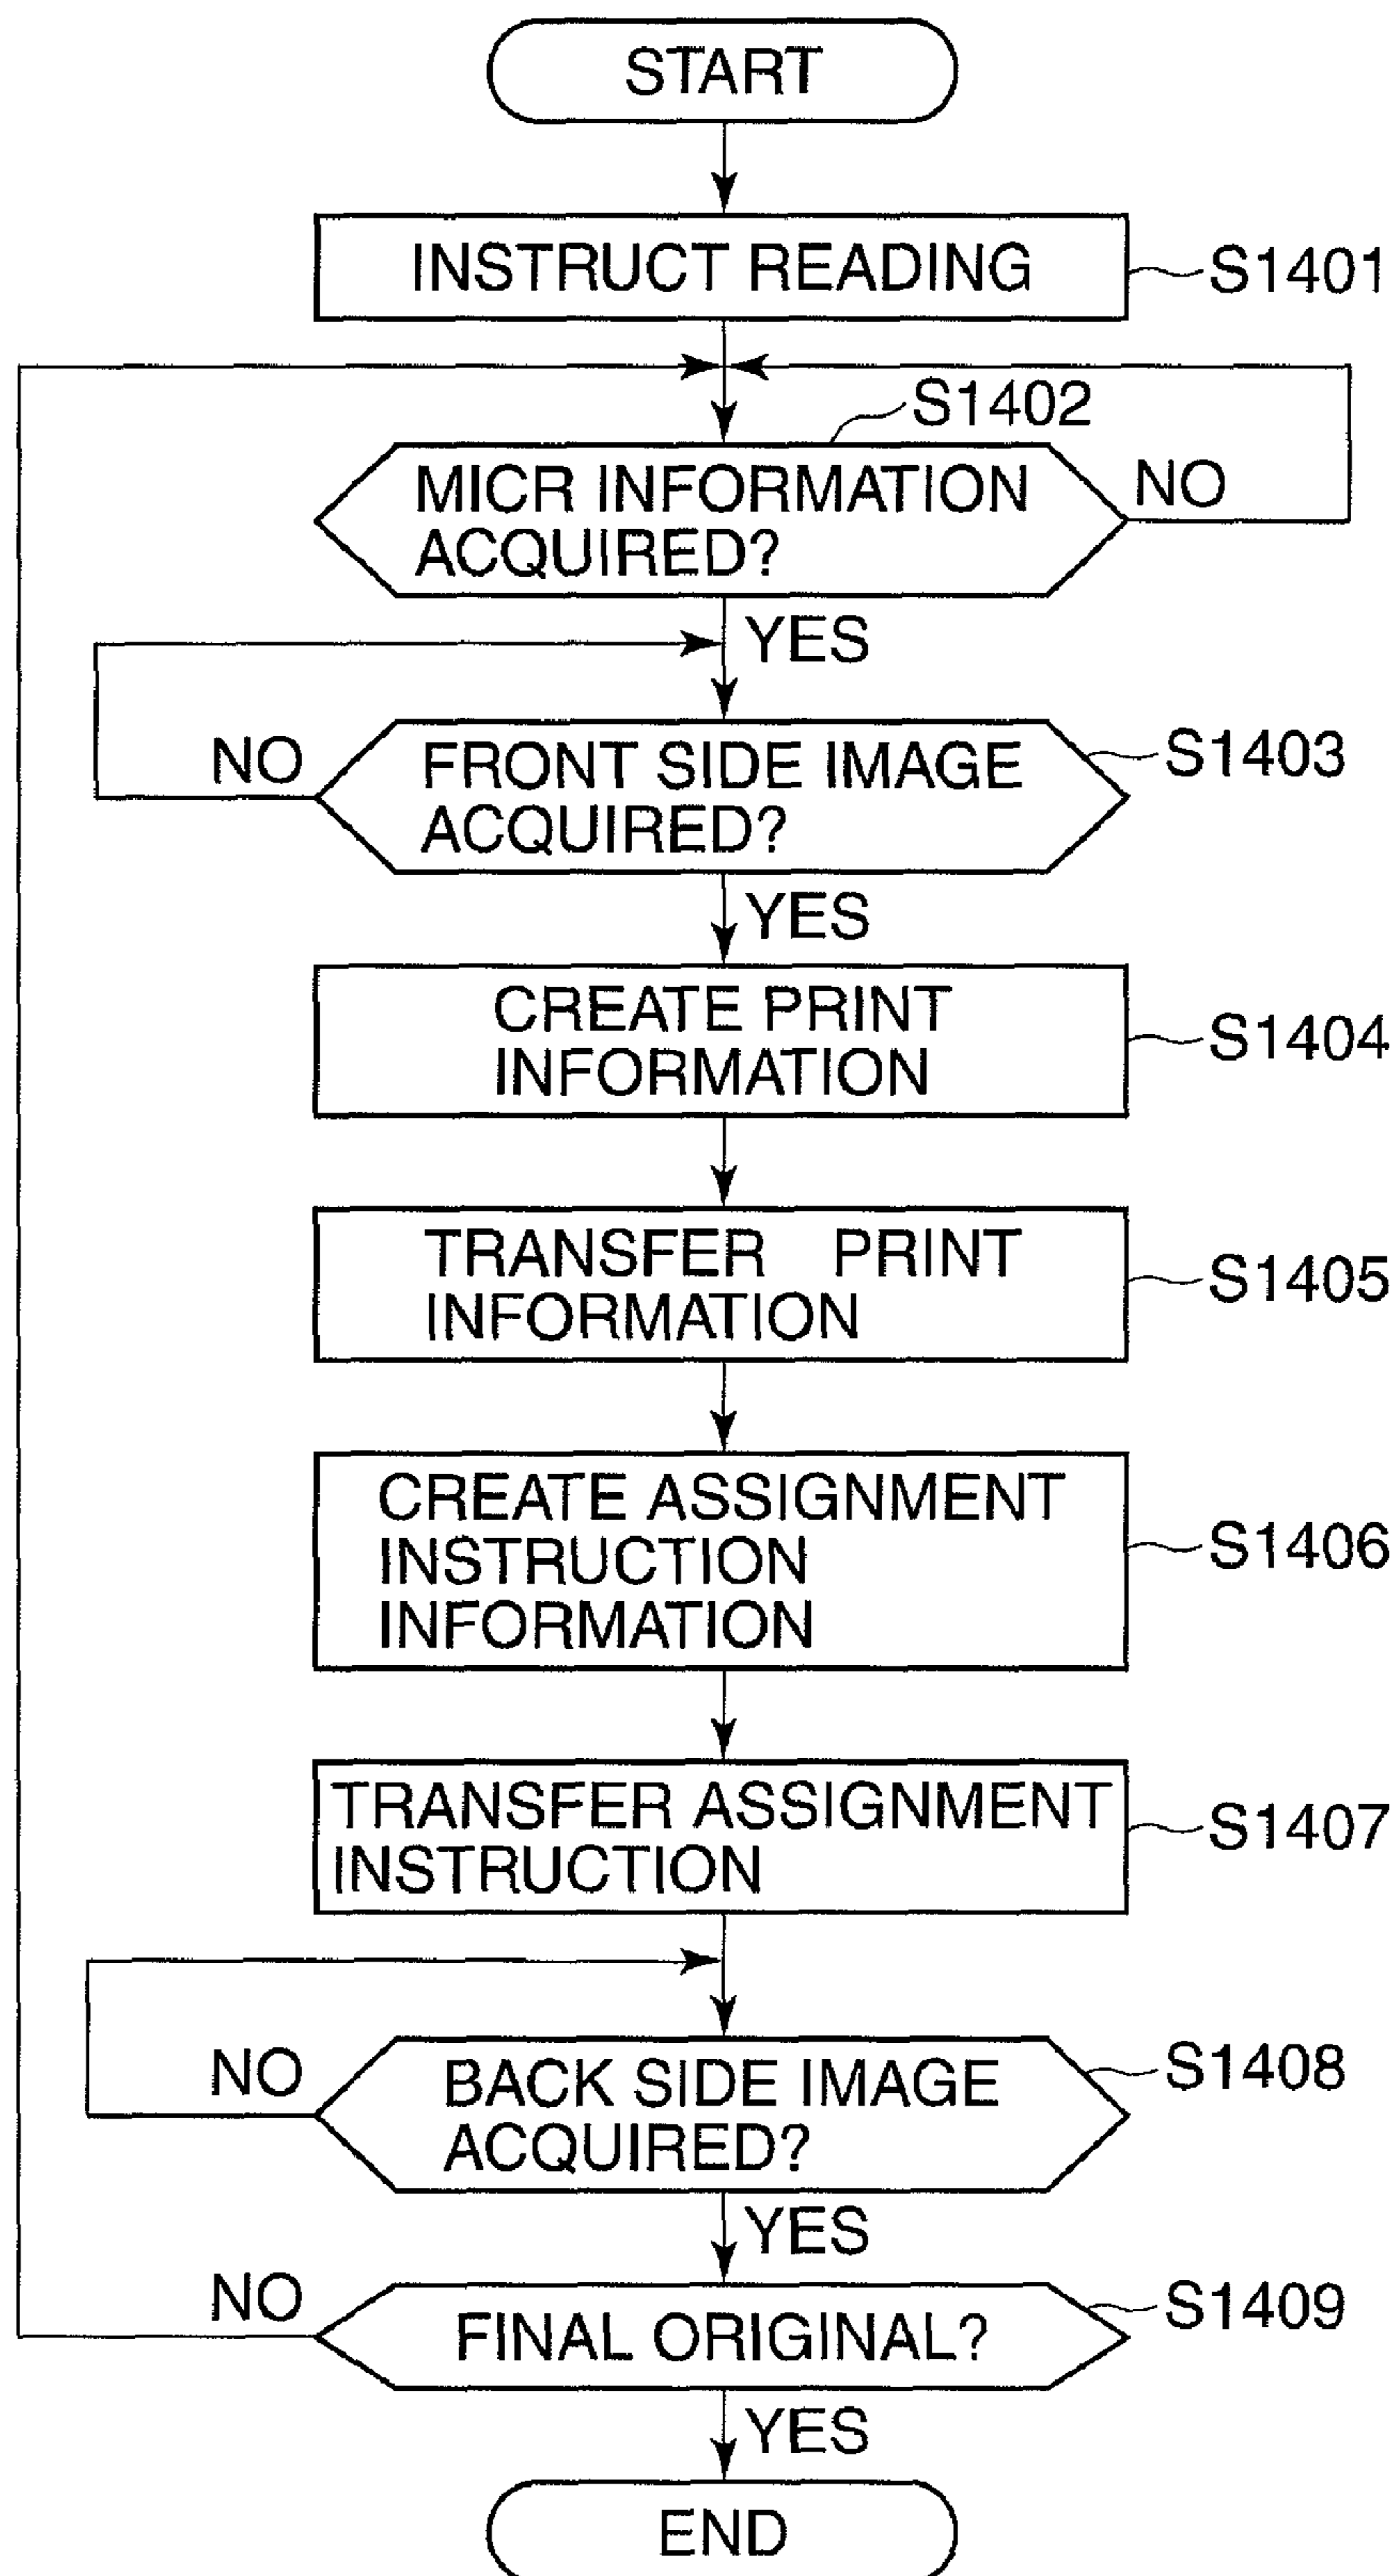 START
INSTRUCT READING
S1401
S1402
MICR INFORMATION
ACQUIRED?
NO
YES
FRONT SIDE IMAGE
ACQUIRED?
S1403
NO
YES
CREATE PRINT
INFORMATION
S1404
TRANSFER PRINT
INFORMATION
S1405
CREATE ASSIGNMENT
INSTRUCTION
INFORMATION
S1406
TRANSFER ASSIGNMENT
INSTRUCTION
S1407
NO
BACK SIDE IMAGE
ACQUIRED?
S1408
YES
NO
FINAL ORIGINAL?
S1409
YES
END